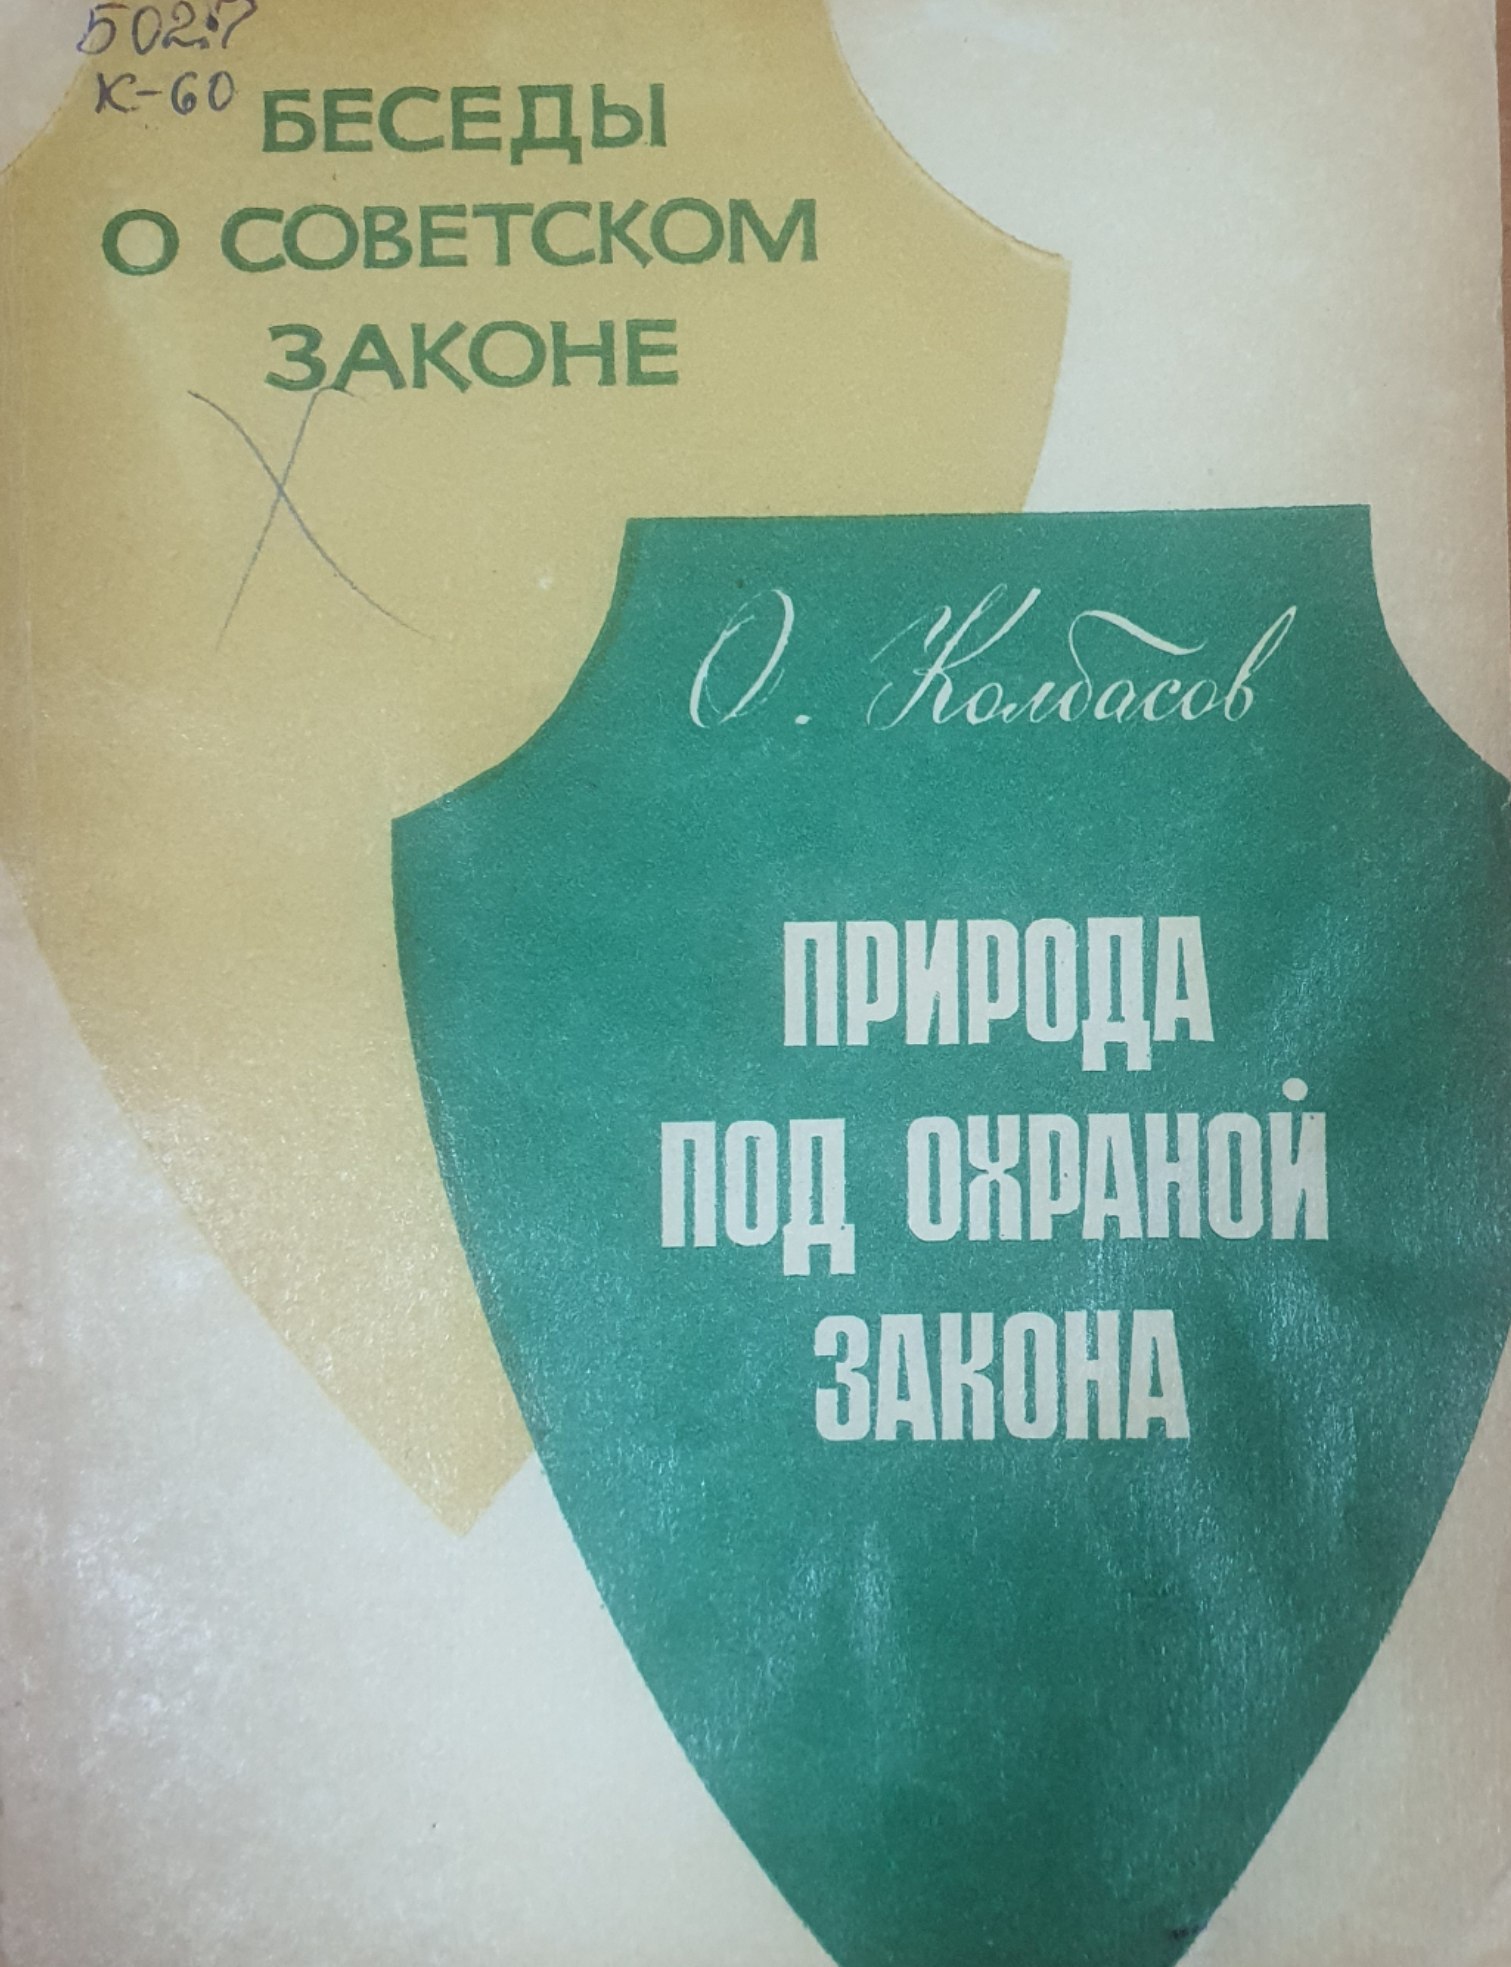 502.7
К-60
БЕСЕДЫ
О СОВЕТСКОМ
ЗАКОНЕ
О. Колбасов
ПРИРОДА
ПОД ОХРАНОЙ
ЗАКОНА